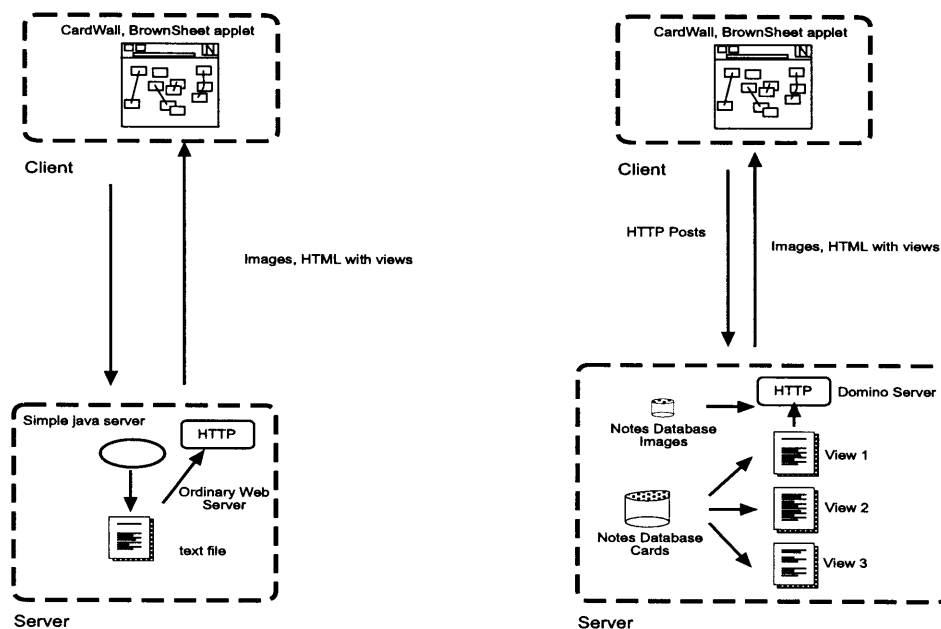 CardWall, BrownSheet applet
N
Client
Images, HTML with views
Simple java server
HTTP
Ordinary Web
Server
text file
Server
CardWall, BrownSheet applet
N
Client
HTTP Posts
Images, HTML with views
HTTP
Domino Server
Notes Database
Images
View 1
View 2
Notes Database
Cards
View 3
Server